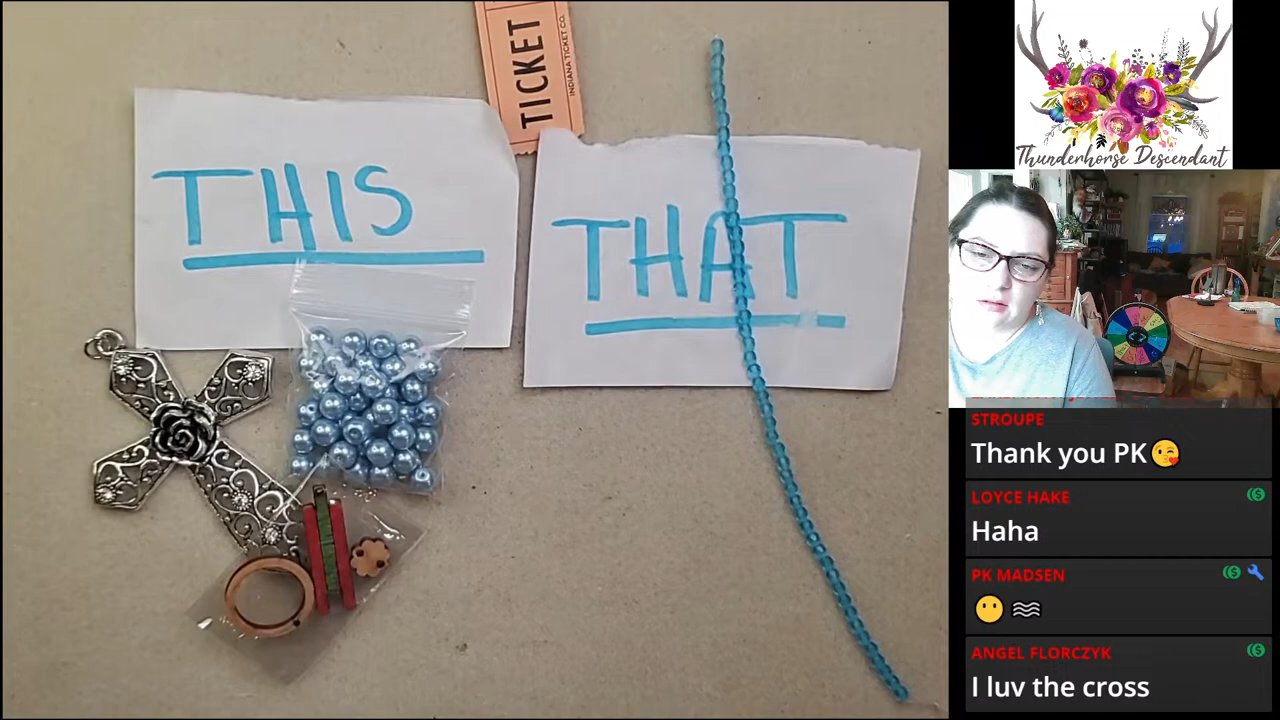 TICKET
INDIANA TICKET CO.
THIS
THAT
Thunderhorse Descendant
STROUPE
Thank you PK😘
LOYCE HAKE
Haha
PK MADSEN
😶 🌫
ANGEL FLORCZYK
I luv the cross